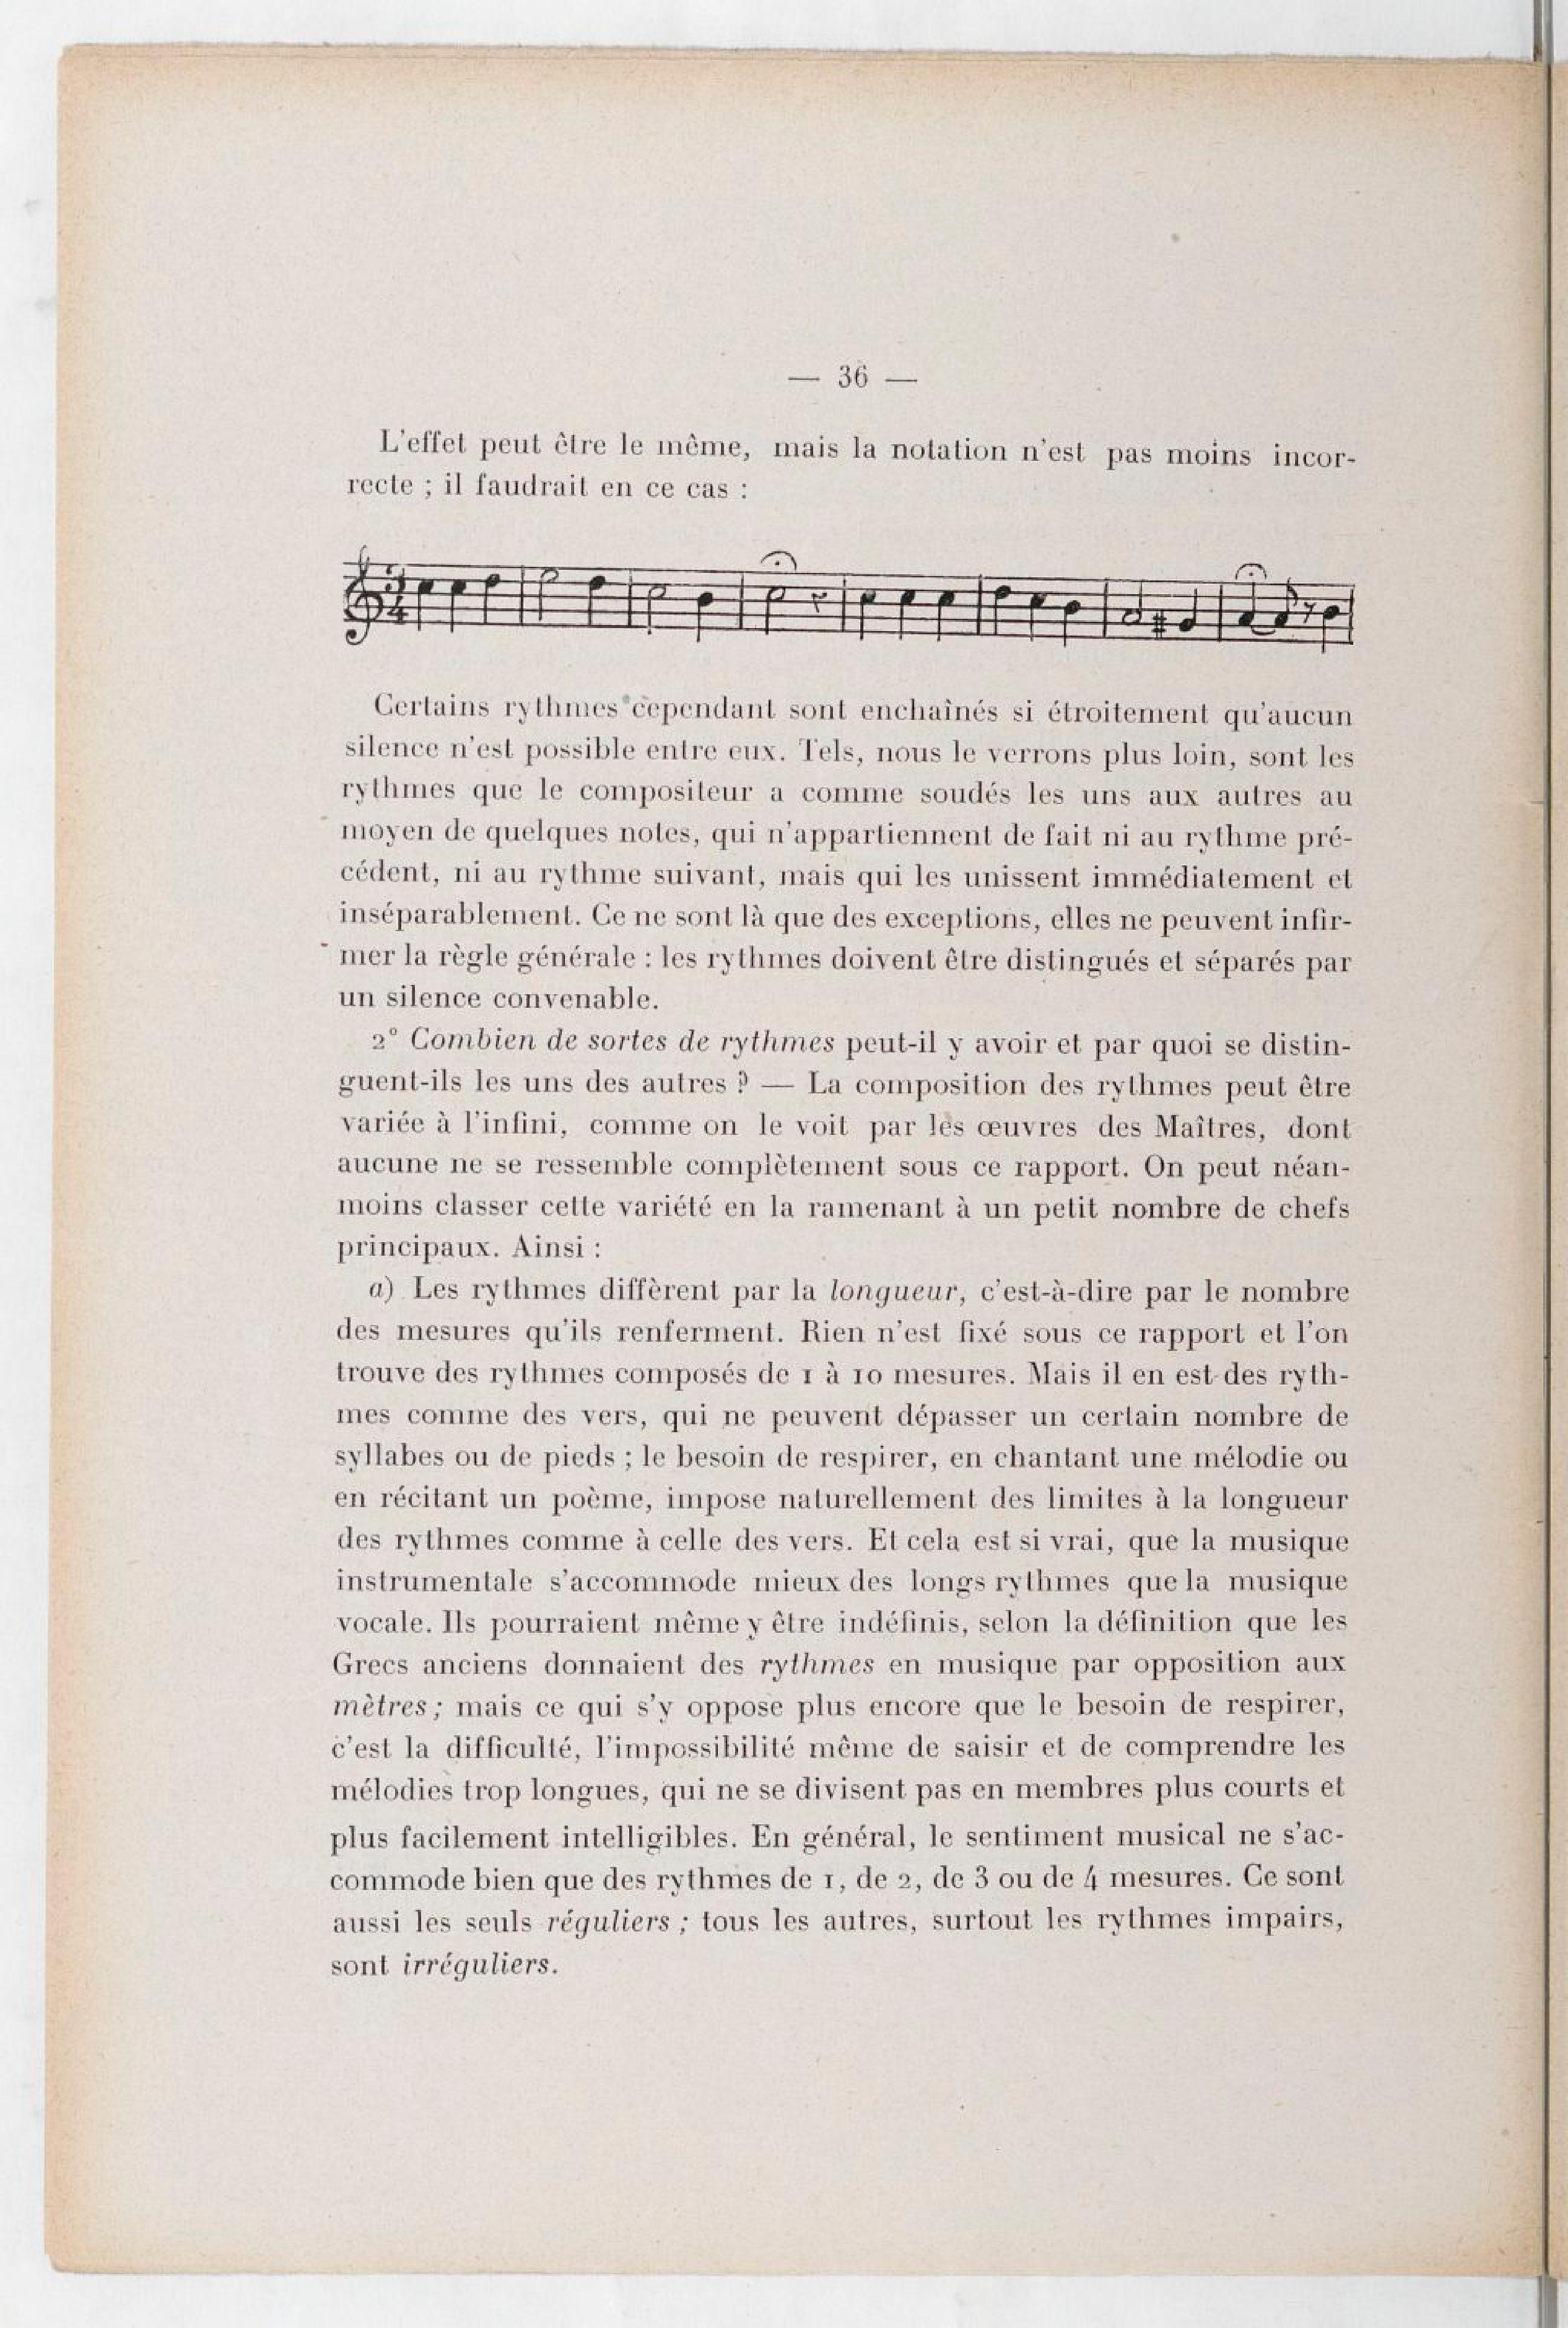 — 36 —
L'effet peut être le même, mais la notation n'est pas moins incor-
recte ; il faudrait en ce cas :
3
4
Certains rythmes cependant sont enchaînés si étroitement qu'aucun
silence n'est possible entre eux. Tels, nous le verrons plus loin, sont les
rythmes que le compositeur a comme soudés les uns aux autres au
moyen de quelques notes, qui n'appartiennent de fait ni au rythme pré-
cédent, ni au rythme suivant, mais qui les unissent immédiatement et
inséparablement. Ce ne sont là que des exceptions, elles ne peuvent infir-
mer la règle générale : les rythmes doivent être distingués et séparés par
un silence convenable.
2° Combien de sortes de rythmes peut-il y avoir et par quoi se distin-
guent-ils les uns des autres ? — La composition des rythmes peut être
variée à l'infini, comme on le voit par les œuvres des Maîtres, dont
aucune ne se ressemble complètement sous ce rapport. On peut néan-
moins classer cette variété en la ramenant à un petit nombre de chefs
principaux. Ainsi :
a) Les rythmes diffèrent par la longueur, c'est-à-dire par le nombre
des mesures qu'ils renferment. Rien n'est fixé sous ce rapport et l'on
trouve des rythmes composés de 1 à 10 mesures. Mais il en est des ryth-
mes comme des vers, qui ne peuvent dépasser un certain nombre de
syllabes ou de pieds ; le besoin de respirer, en chantant une mélodie ou
en récitant un poème, impose naturellement des limites à la longueur
des rythmes comme à celle des vers. Et cela est si vrai, que la musique
instrumentale s'accommode mieux des longs rythmes que la musique
vocale. Ils pourraient même y être indéfinis, selon la définition que les
Grecs anciens donnaient des rythmes en musique par opposition aux
mètres ; mais ce qui s'y oppose plus encore que le besoin de respirer,
c'est la difficulté, l'impossibilité même de saisir et de comprendre les
mélodies trop longues, qui ne se divisent pas en membres plus courts et
plus facilement intelligibles. En général, le sentiment musical ne s'ac-
commode bien que des rythmes de 1, de 2, de 3 ou de 4 mesures. Ce sont
aussi les seuls réguliers ; tous les autres, surtout les rythmes impairs,
sont irréguliers.